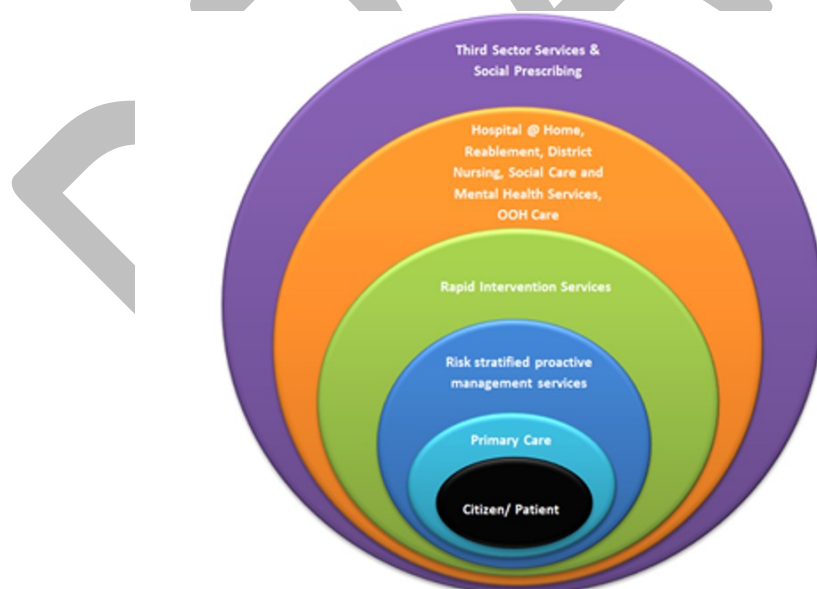 Third Sector Services &
Social Prescribing
Hospital @ Home,
Reablement, District
Nursing, Social Care and
Mental Health Services,
OOH Care
Rapid Intervention Services
Risk stratified proactive
management services
Primary Care
Citizen/ Patient